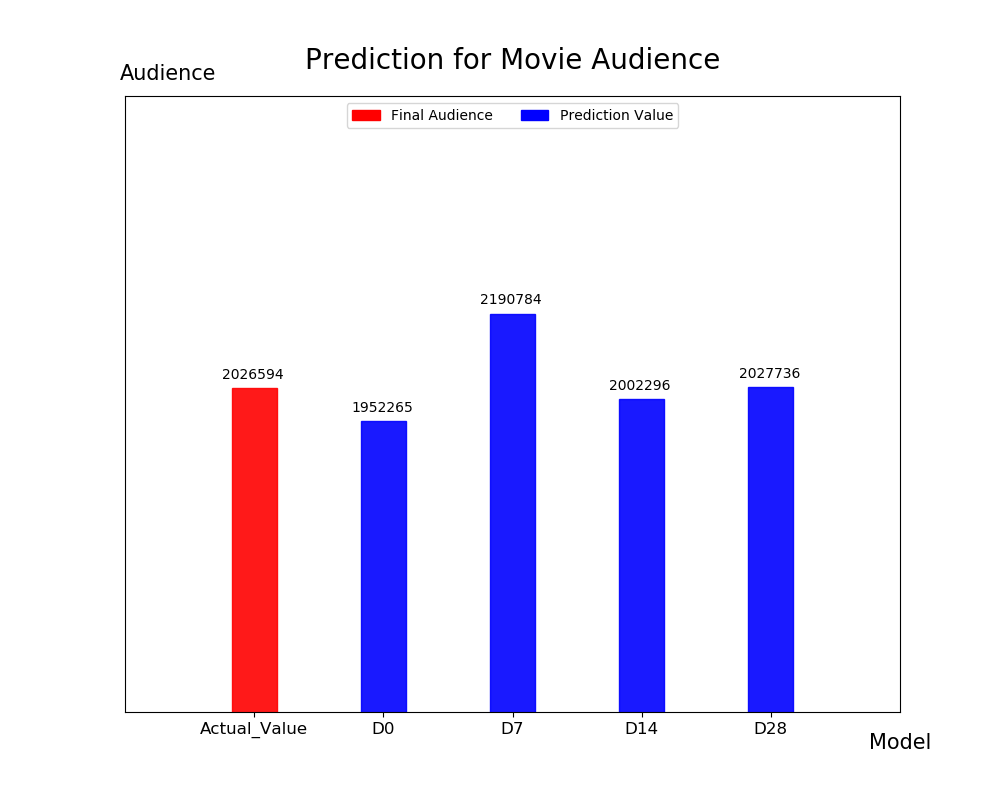 Prediction for Movie Audience
Audience
Final Audience Prediction Value
2190784
2026594
2027736
2002296
1952265
Actual_Value D0 D7 D14 D28
Model